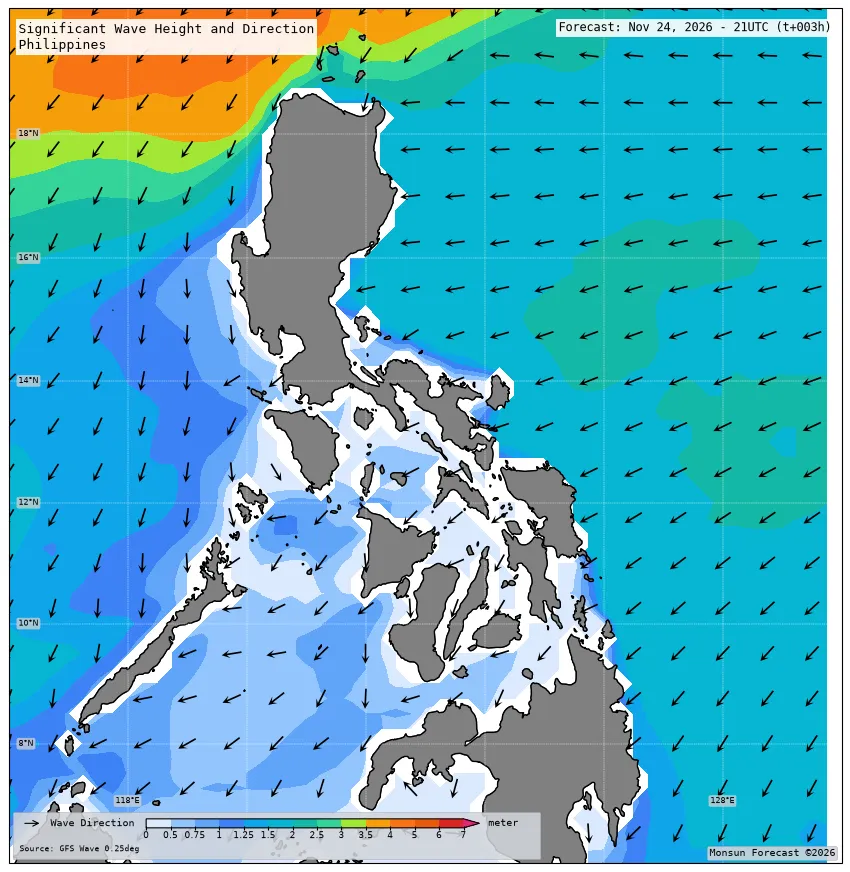 Significant Wave Height and Direction
Philippines
Forecast: Nov 24, 2026 - 21UTC (t+003h)
18°N
16°N
14°N
12°N
10°N
8°N
118°E
128°E
Wave Direction
0 0.5 0.75 1 1.25 1.5 2 2.5 3 3.5 4 5 6 7
meter
Source: GFS Wave 0.25deg
Monsun Forecast ©2026